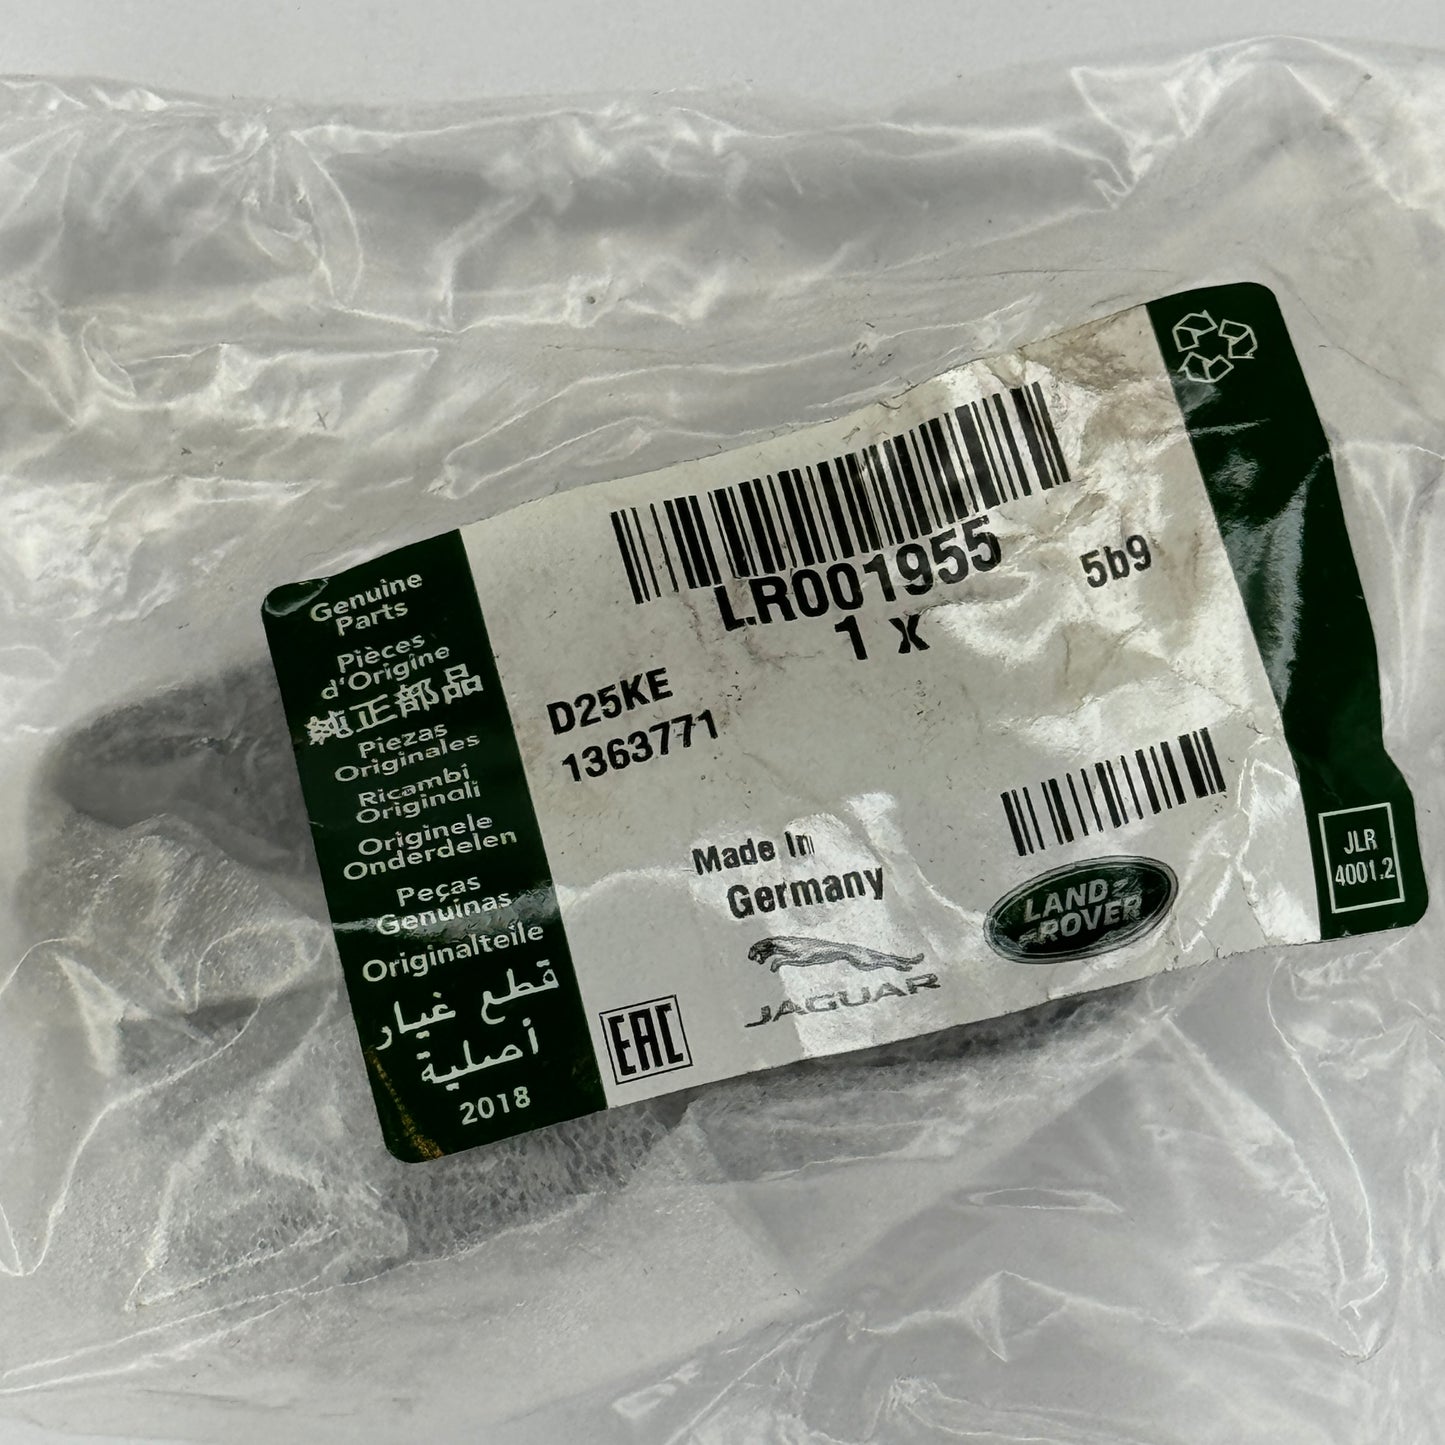 Genuine
Parts
Pièces
d'Origine
純正部品
Piezas
Originales
Ricambi
Originali
Originele
Onderdelen
Peças
Genuinas
Originalteile
قطع غيار
أصلية
2018
LR001955
1 X
5b9
D25KE
1363771
Made In
Germany
JAGUAR
LAND-
-ROVER
EAC
JLR
4001.2